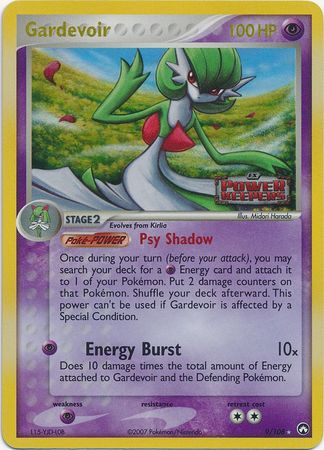 Gardevoir 100 HP
EX
POWER
KEEPERS
Illus. Midori Harada
STAGE 2 Evolves from Kirlia
Poké-POWER Psy Shadow
Once during your turn (before your attack), you may
search your deck for a Energy card and attach it
to 1 of your Pokémon. Put 2 damage counters on
that Pokémon. Shuffle your deck afterward. This
power can't be used if Gardevoir is affected by a
Special Condition.
Energy Burst 10x
Does 10 damage times the total amount of Energy
attached to Gardevoir and the Defending Pokémon.
weakness resistance retreat cost
©2007 Pokémon/Nintendo 9/108